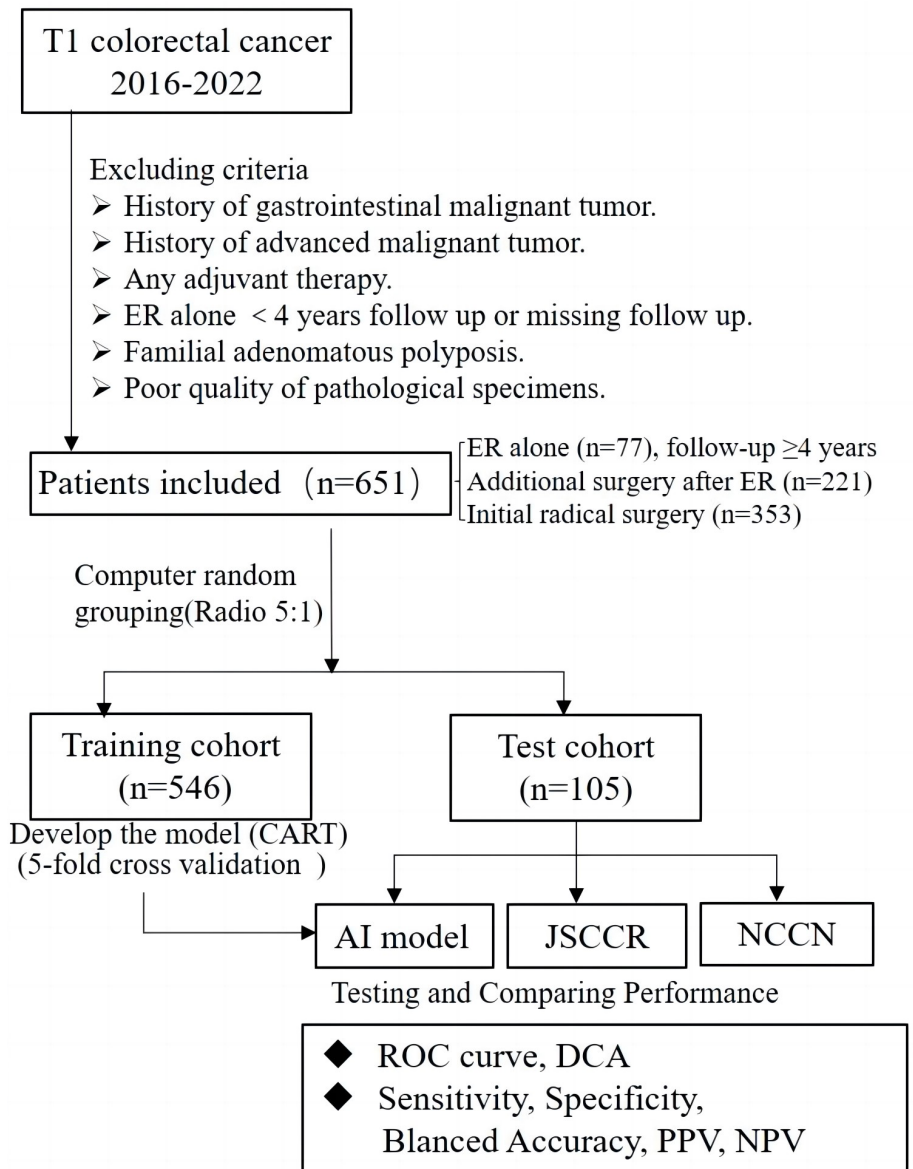 T1 colorectal cancer
2016-2022
Excluding criteria
➢ History of gastrointestinal malignant tumor.
➢ History of advanced malignant tumor.
➢ Any adjuvant therapy.
➢ ER alone < 4 years follow up or missing follow up.
➢ Familial adenomatous polyposis.
➢ Poor quality of pathological specimens.
Patients included（n=651）
ER alone (n=77), follow-up ≥4 years
Additional surgery after ER (n=221)
Initial radical surgery (n=353)
Computer random
grouping(Radio 5:1)
Training cohort
(n=546)
Test cohort
(n=105)
Develop the model (CART)
(5-fold cross validation )
AI model
JSCCR
NCCN
Testing and Comparing Performance
◆ ROC curve, DCA
◆ Sensitivity, Specificity,
Blanced Accuracy, PPV, NPV